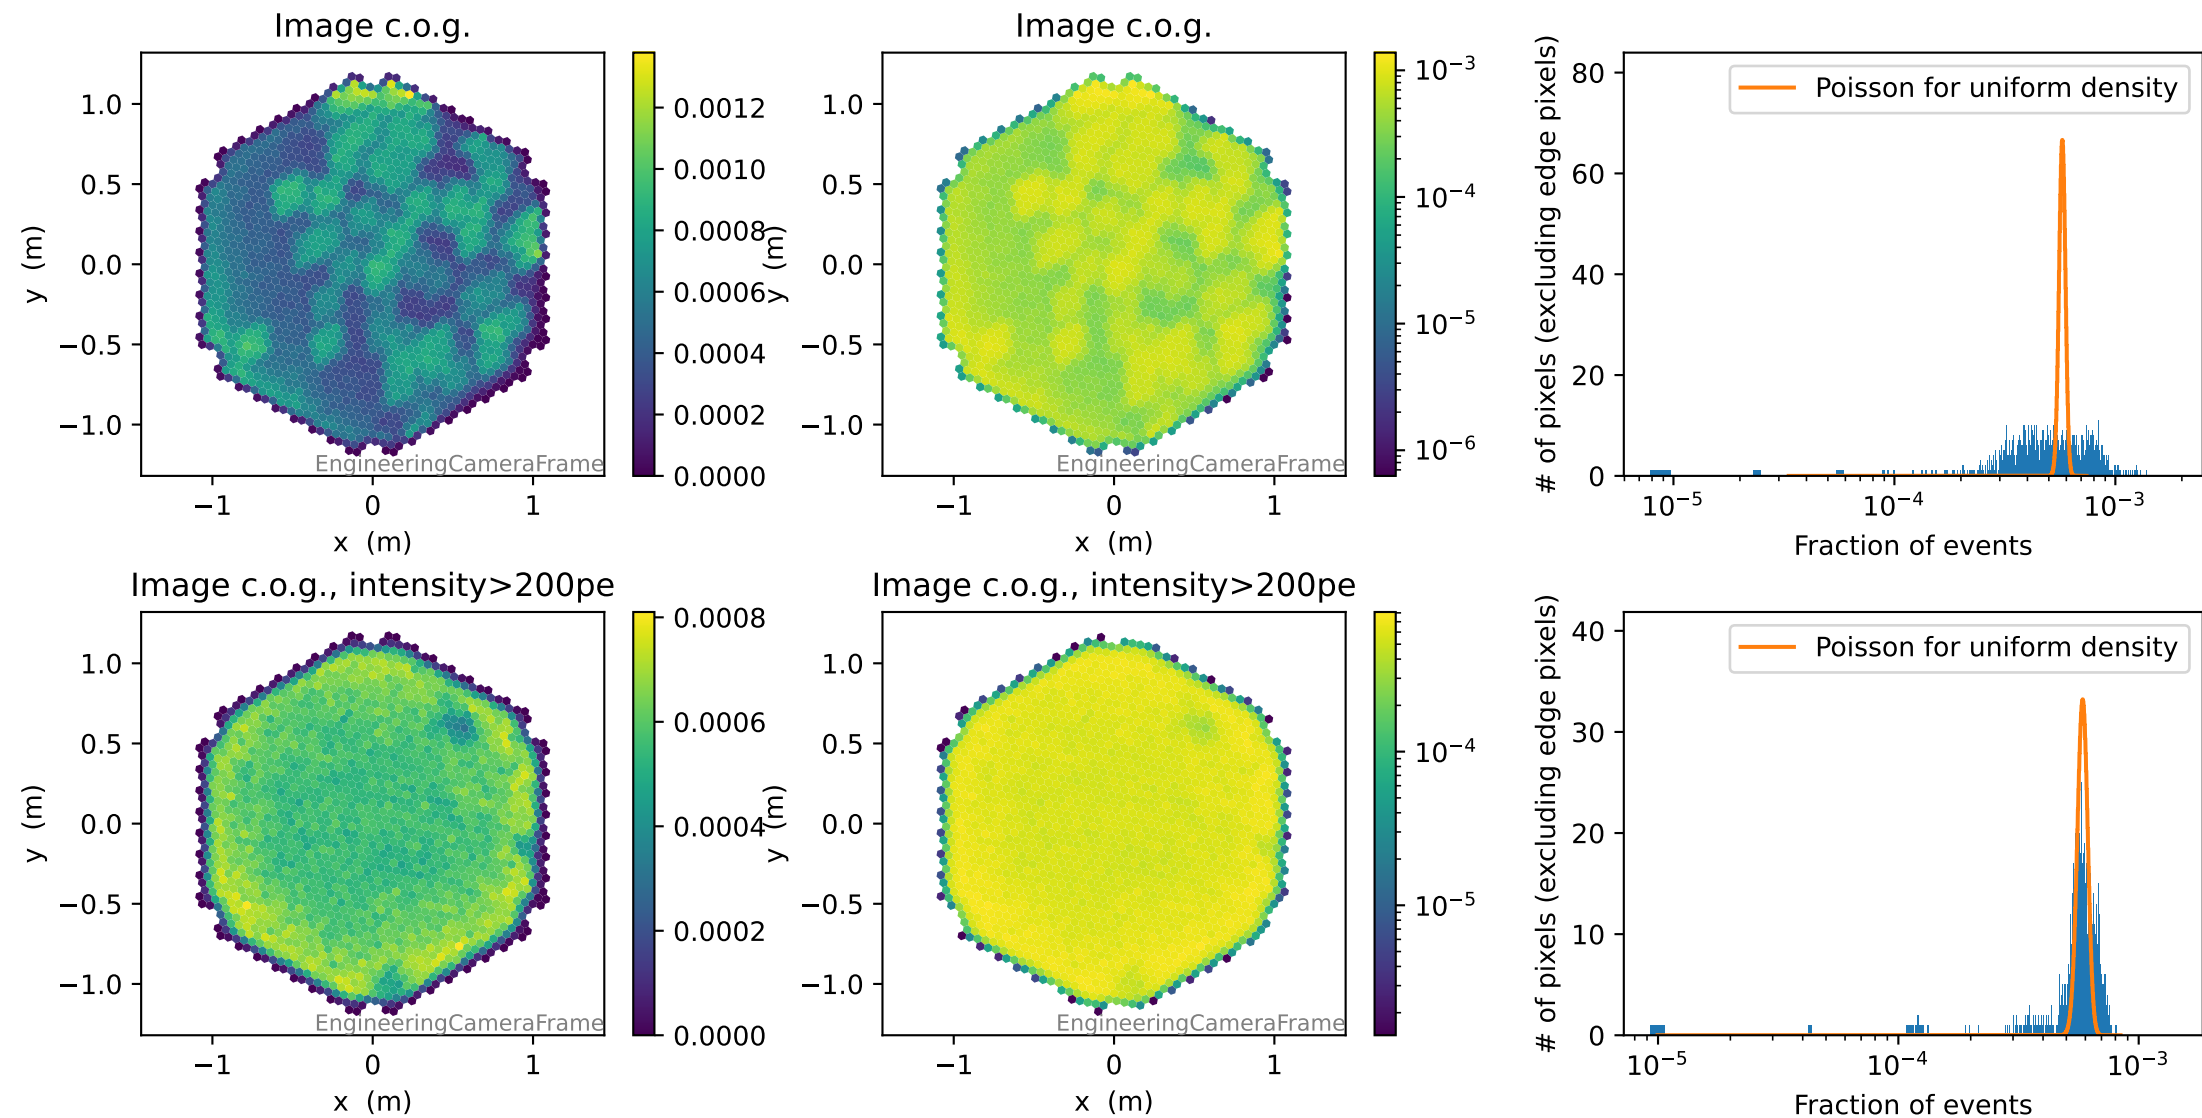 Image c.o.g.
1.0
0.5
0.0
−0.5
−1.0
y (m)
−1 0 1
x (m)
EngineeringCameraFrame
0.0012
0.0010
0.0008
0.0006
0.0004
0.0002
0.0000
Image c.o.g.
1.0
0.5
0.0
−0.5
−1.0
y (m)
−1 0 1
x (m)
EngineeringCameraFrame
10−3
10−4
10−5
10−6
# of pixels (excluding edge pixels)
80
60
40
20
0
Poisson for uniform density
10−5 10−4 10−3
Fraction of events
Image c.o.g., intensity>200pe
1.0
0.5
0.0
−0.5
−1.0
y (m)
−1 0 1
x (m)
EngineeringCameraFrame
0.0008
0.0006
0.0004
0.0002
0.0000
Image c.o.g., intensity>200pe
1.0
0.5
0.0
−0.5
−1.0
y (m)
−1 0 1
x (m)
EngineeringCameraFrame
10−4
10−5
# of pixels (excluding edge pixels)
40
30
20
10
0
Poisson for uniform density
10−5 10−4 10−3
Fraction of events